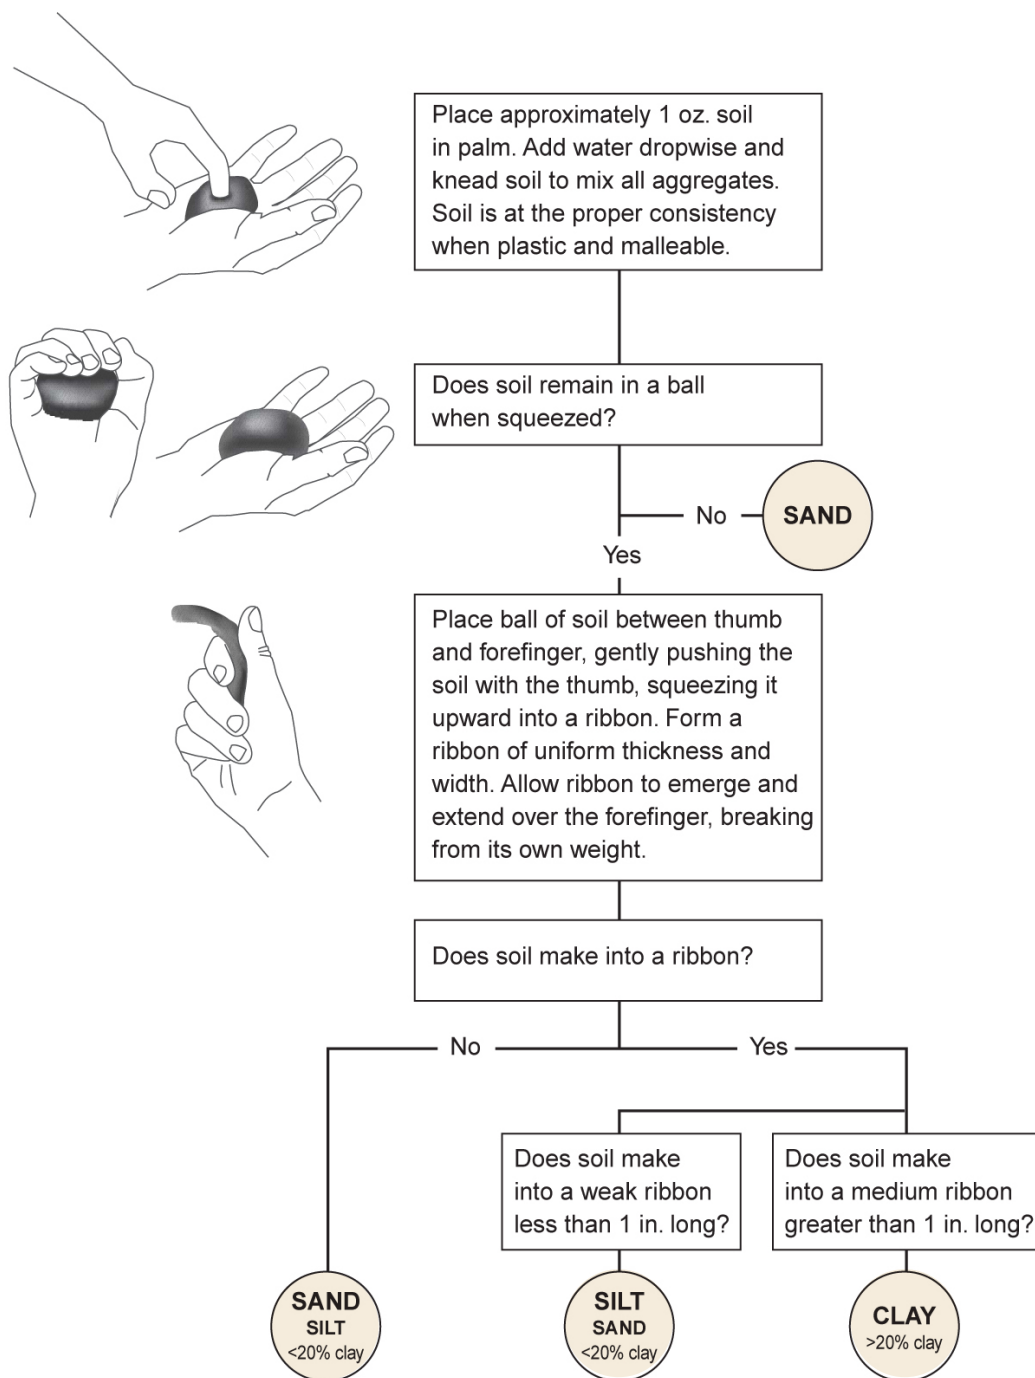 Place approximately 1 oz. soil
in palm. Add water dropwise and
knead soil to mix all aggregates.
Soil is at the proper consistency
when plastic and malleable.
Does soil remain in a ball
when squeezed?
No
SAND
Yes
Place ball of soil between thumb
and forefinger, gently pushing the
soil with the thumb, squeezing it
upward into a ribbon. Form a
ribbon of uniform thickness and
width. Allow ribbon to emerge and
extend over the forefinger, breaking
from its own weight.
Does soil make into a ribbon?
No
Yes
Does soil make
into a weak ribbon
less than 1 in. long?
Does soil make
into a medium ribbon
greater than 1 in. long?
SAND
SILT
<20% clay
SILT
SAND
<20% clay
CLAY
>20% clay